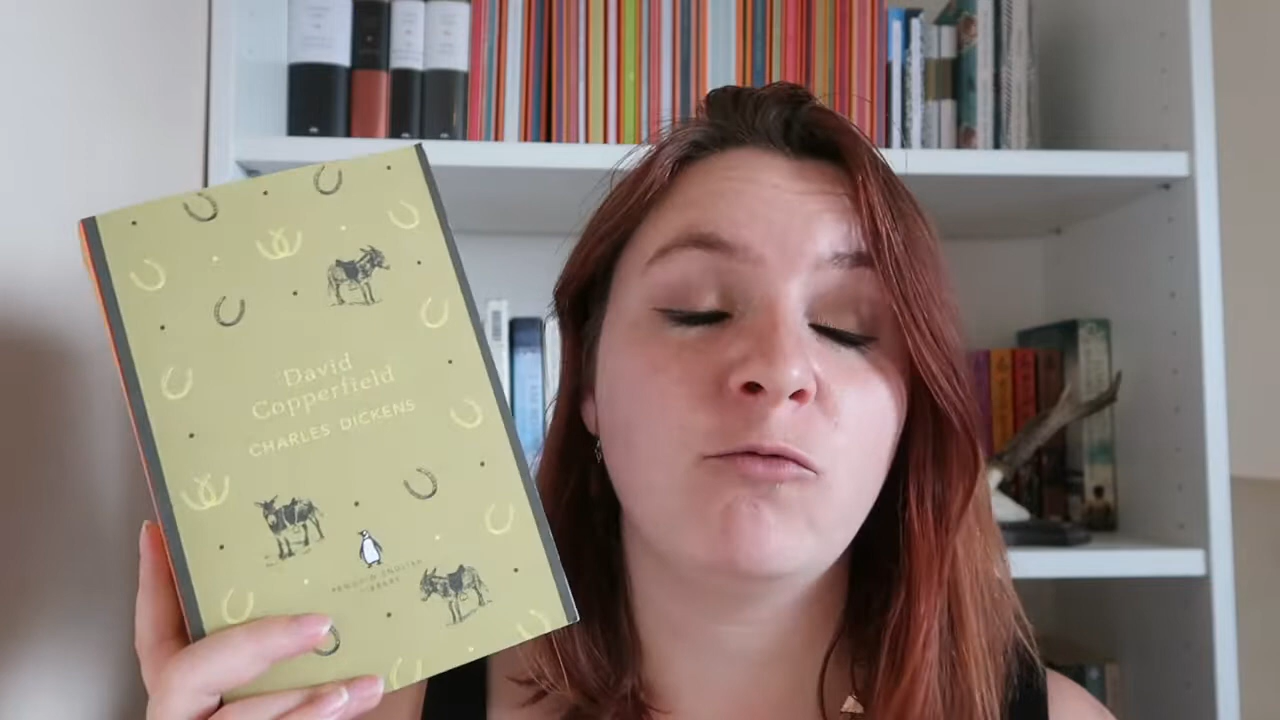 David
Copperfield
CHARLES DICKENS
PENGUIN ENGLISH
LIBRARY